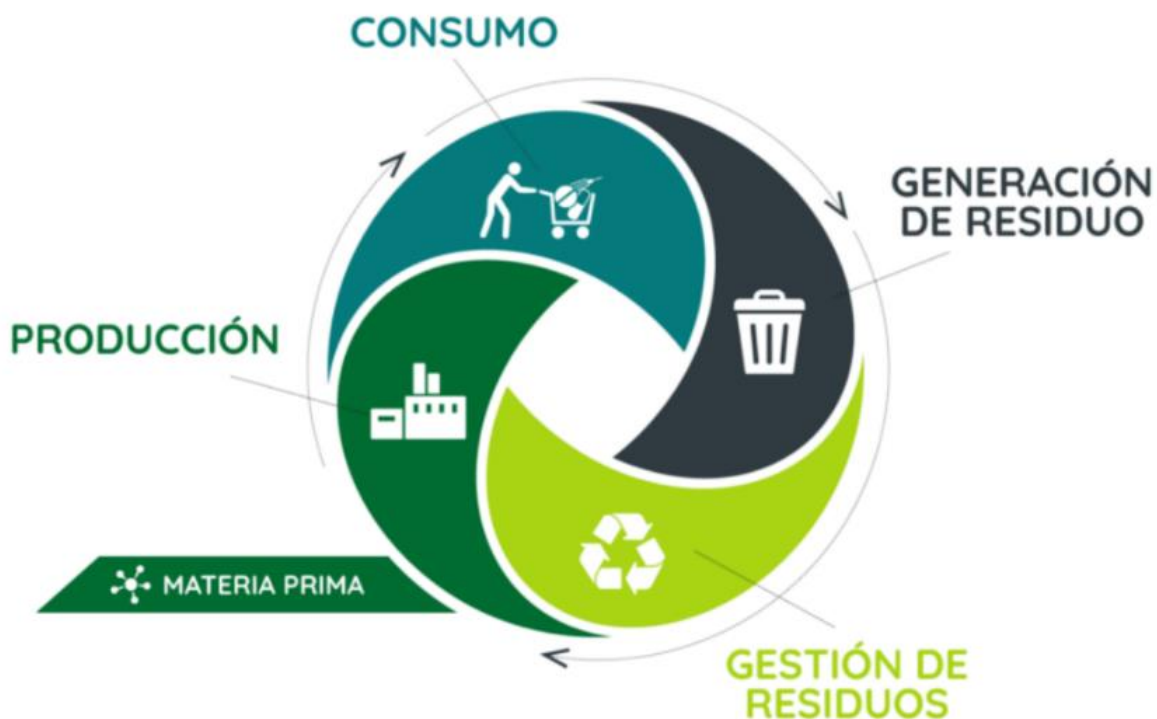 CONSUMO
GENERACIÓN
DE RESIDUO
PRODUCCIÓN
MATERIA PRIMA
GESTIÓN DE
RESIDUOS